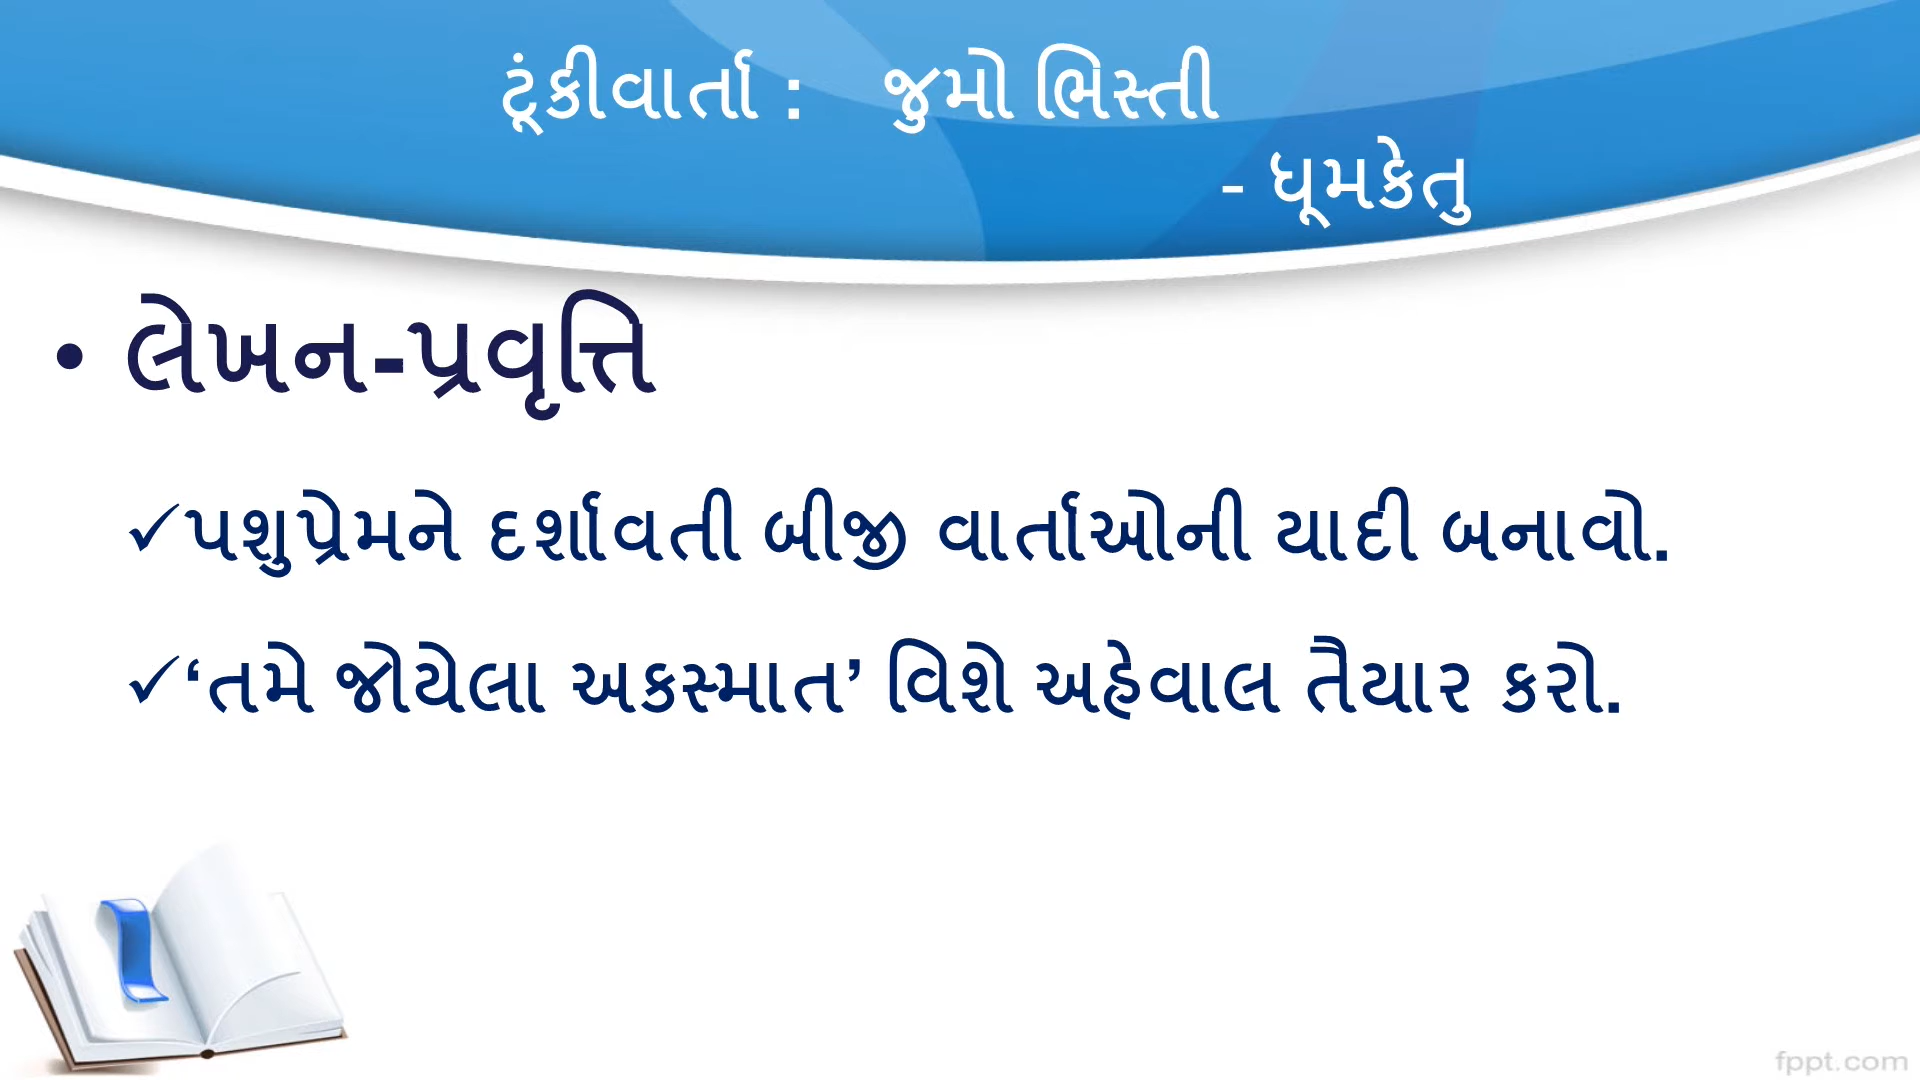 ટૂંકીવાર્તા : જુમો ભિસ્તી
- ધૂમકેતુ
• લેખન-પ્રવૃત્તિ
✓પશુપ્રેમને દર્શાવતી બીજી વાર્તાઓની યાદી બનાવો.
✓‘તમે જોયેલા અકસ્માત’ વિશે અહેવાલ તૈયાર કરો.
fppt.com